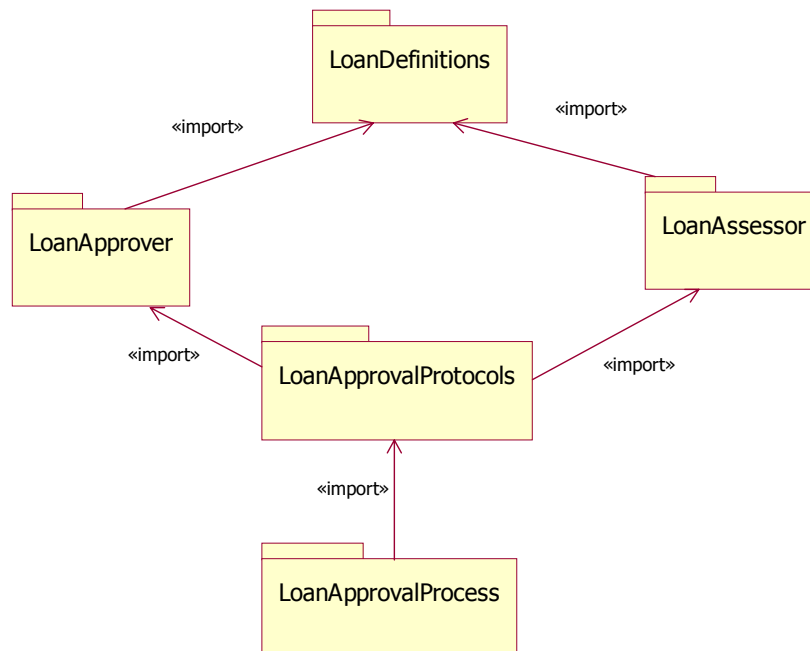 LoanDefinitions
«import»
«import»
LoanApprover
LoanAssessor
«import»
«import»
LoanApprovalProtocols
«import»
LoanApprovalProcess